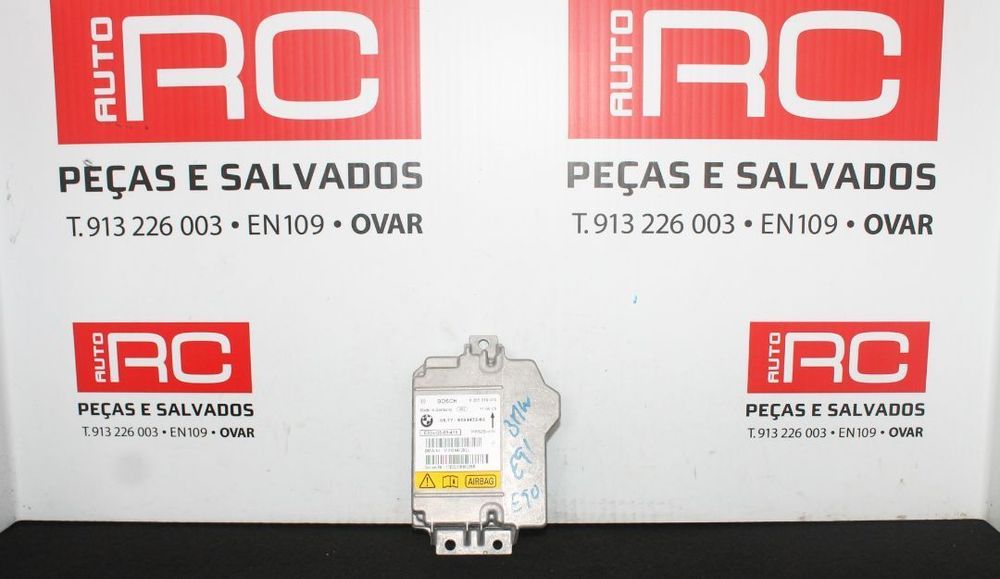 AUTO RC
PEÇAS E SALVADOS
T. 913 226 003 • EN109 • OVAR
AUTO RC
PEÇAS E SALVADOS
T. 913 226 003 • EN109 • OVAR
AUTO RC
PEÇAS E SALVADOS
T. 913 226 003 • EN109 • OVAR
AUTO RC
PEÇAS E SALVADOS
T. 913 226 003 • EN109 • OVAR
BOSCH
AIRBAG
BMW
E91
E90